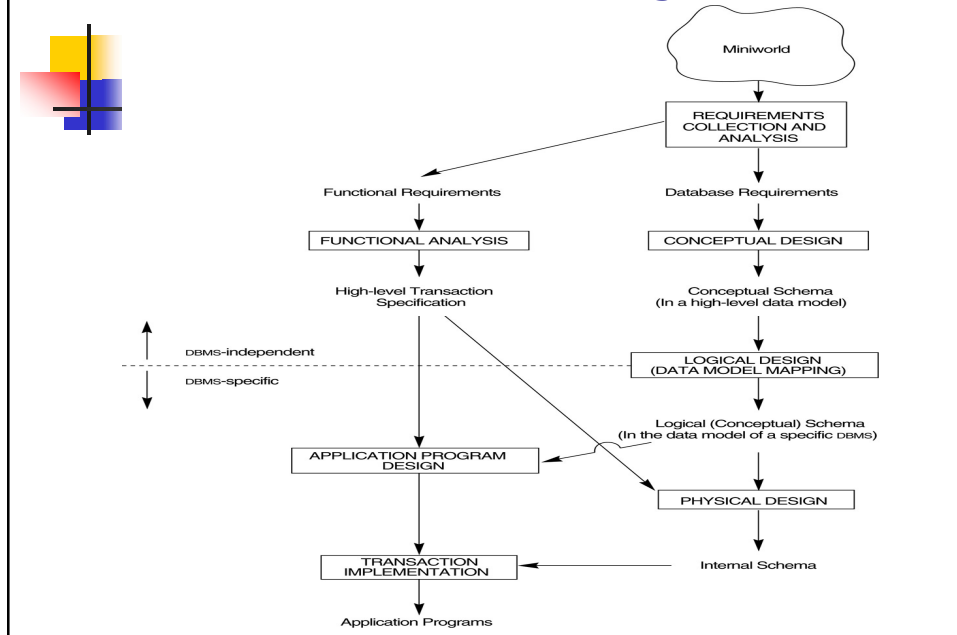 Miniworld
REQUIREMENTS
COLLECTION AND
ANALYSIS
Functional Requirements
Database Requirements
FUNCTIONAL ANALYSIS
CONCEPTUAL DESIGN
High-level Transaction
Specification
Conceptual Schema
(In a high-level data model)
DBMS-independent
LOGICAL DESIGN
(DATA MODEL MAPPING)
DBMS-specific
Logical (Conceptual) Schema
(In the data model of a specific DBMS)
APPLICATION PROGRAM
DESIGN
PHYSICAL DESIGN
TRANSACTION
IMPLEMENTATION
Internal Schema
Application Programs